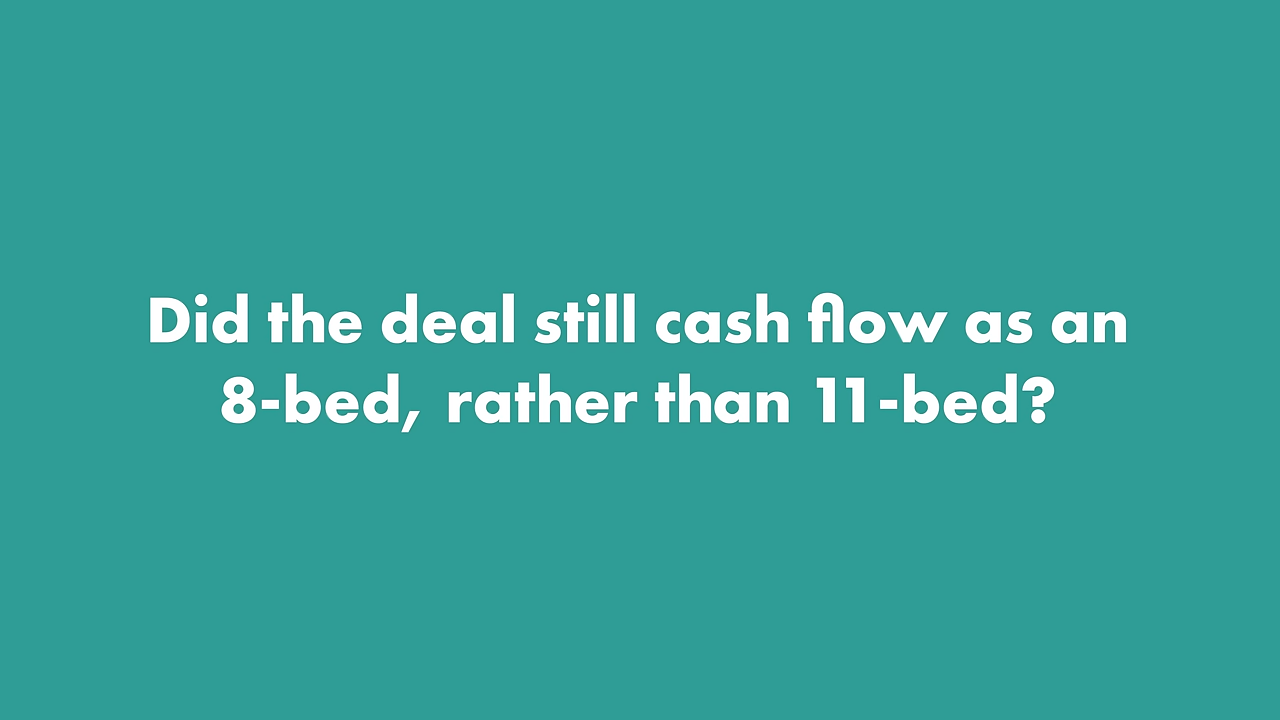 Did the deal still cash flow as an
8-bed, rather than 11-bed?